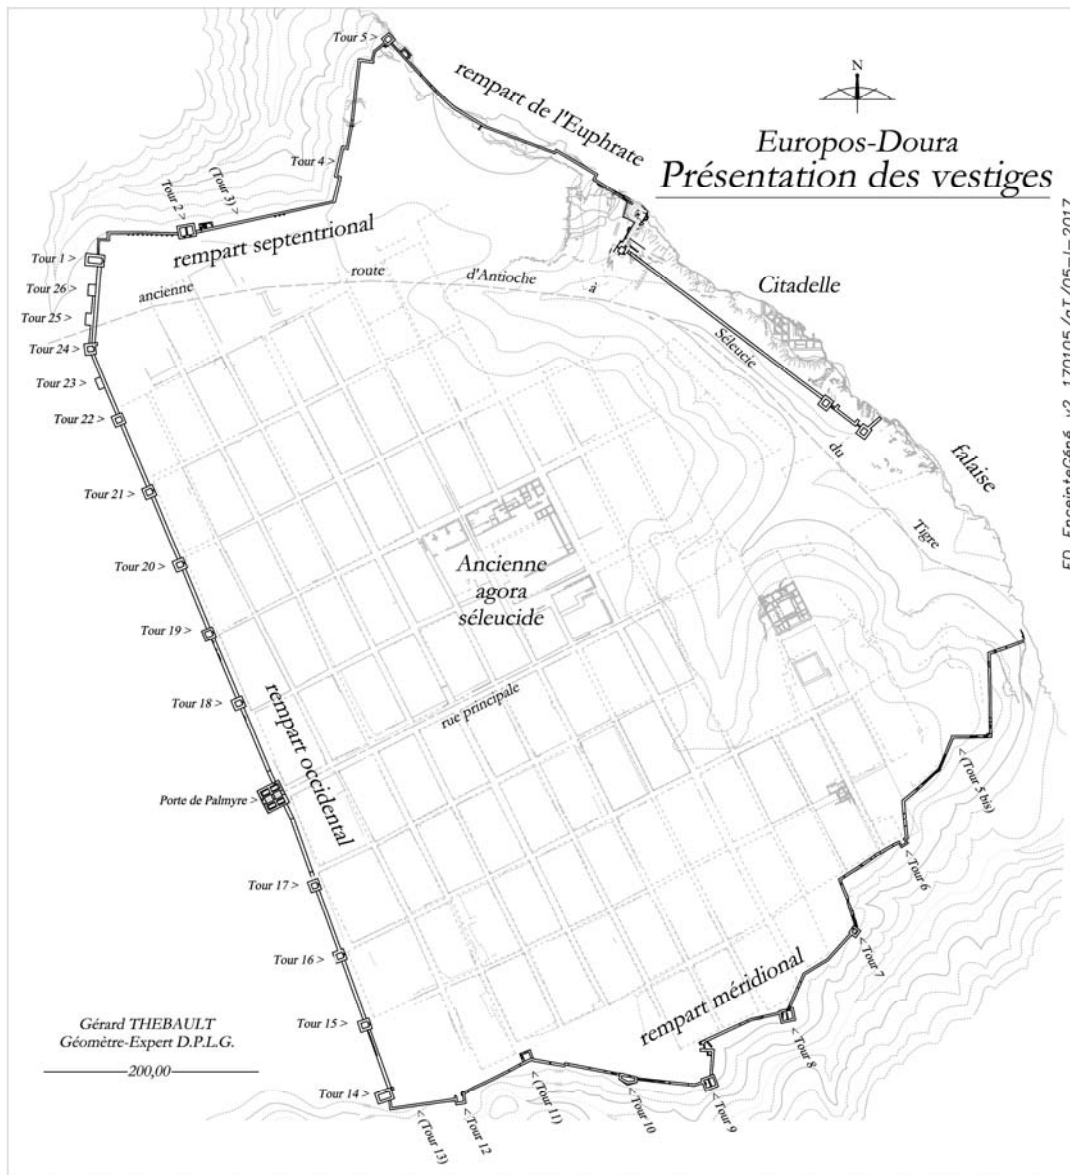 Tour 5 >
rempart de l'Euphrate
N
Europos-Doura
Présentation des vestiges
Tour 4 >
(Tour 3) >
Tour 2 >
rempart septentrional
Tour 1 >
Tour 26 >
Tour 25 >
Tour 24 >
Tour 23 >
Tour 22 >
Tour 21 >
Tour 20 >
Tour 19 >
Tour 18 >
Porte de Palmyre >
Tour 17 >
Tour 16 >
Tour 15 >
Tour 14 >
ancienne route d'Antioche à Séleucie du Tigre
Citadelle
falaise
Ancienne
agora
séleucide
rue principale
rempart occidental
rempart méridional
< (Tour 5 bis)
< Tour 6
< Tour 7
< Tour 8
< Tour 9
< Tour 10
< (Tour 11)
< Tour 12
< (Tour 13)
Gérard THEBAULT
Géomètre-Expert D.P.L.G.
200,00